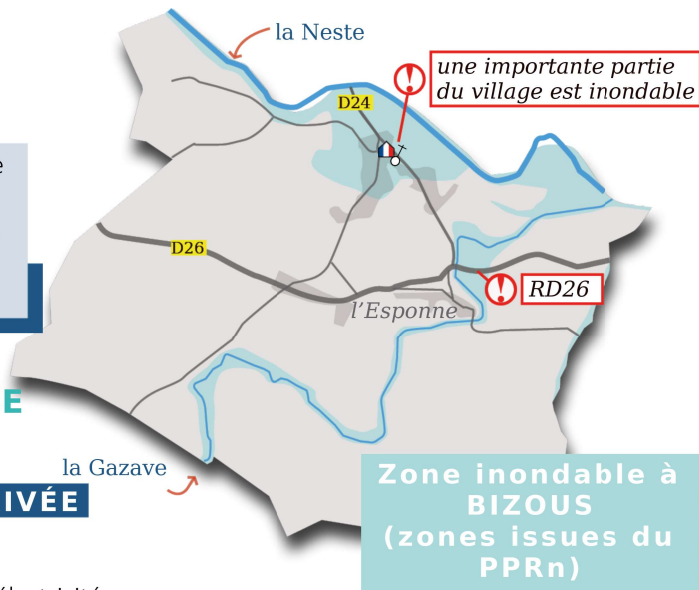 la Neste
une importante partie
du village est inondable
D24
e
D26
RD26
l'Esponne
E
la Gazave
IVÉE
Zone inondable à
BIZOUS
(zones issues du
PPRn)